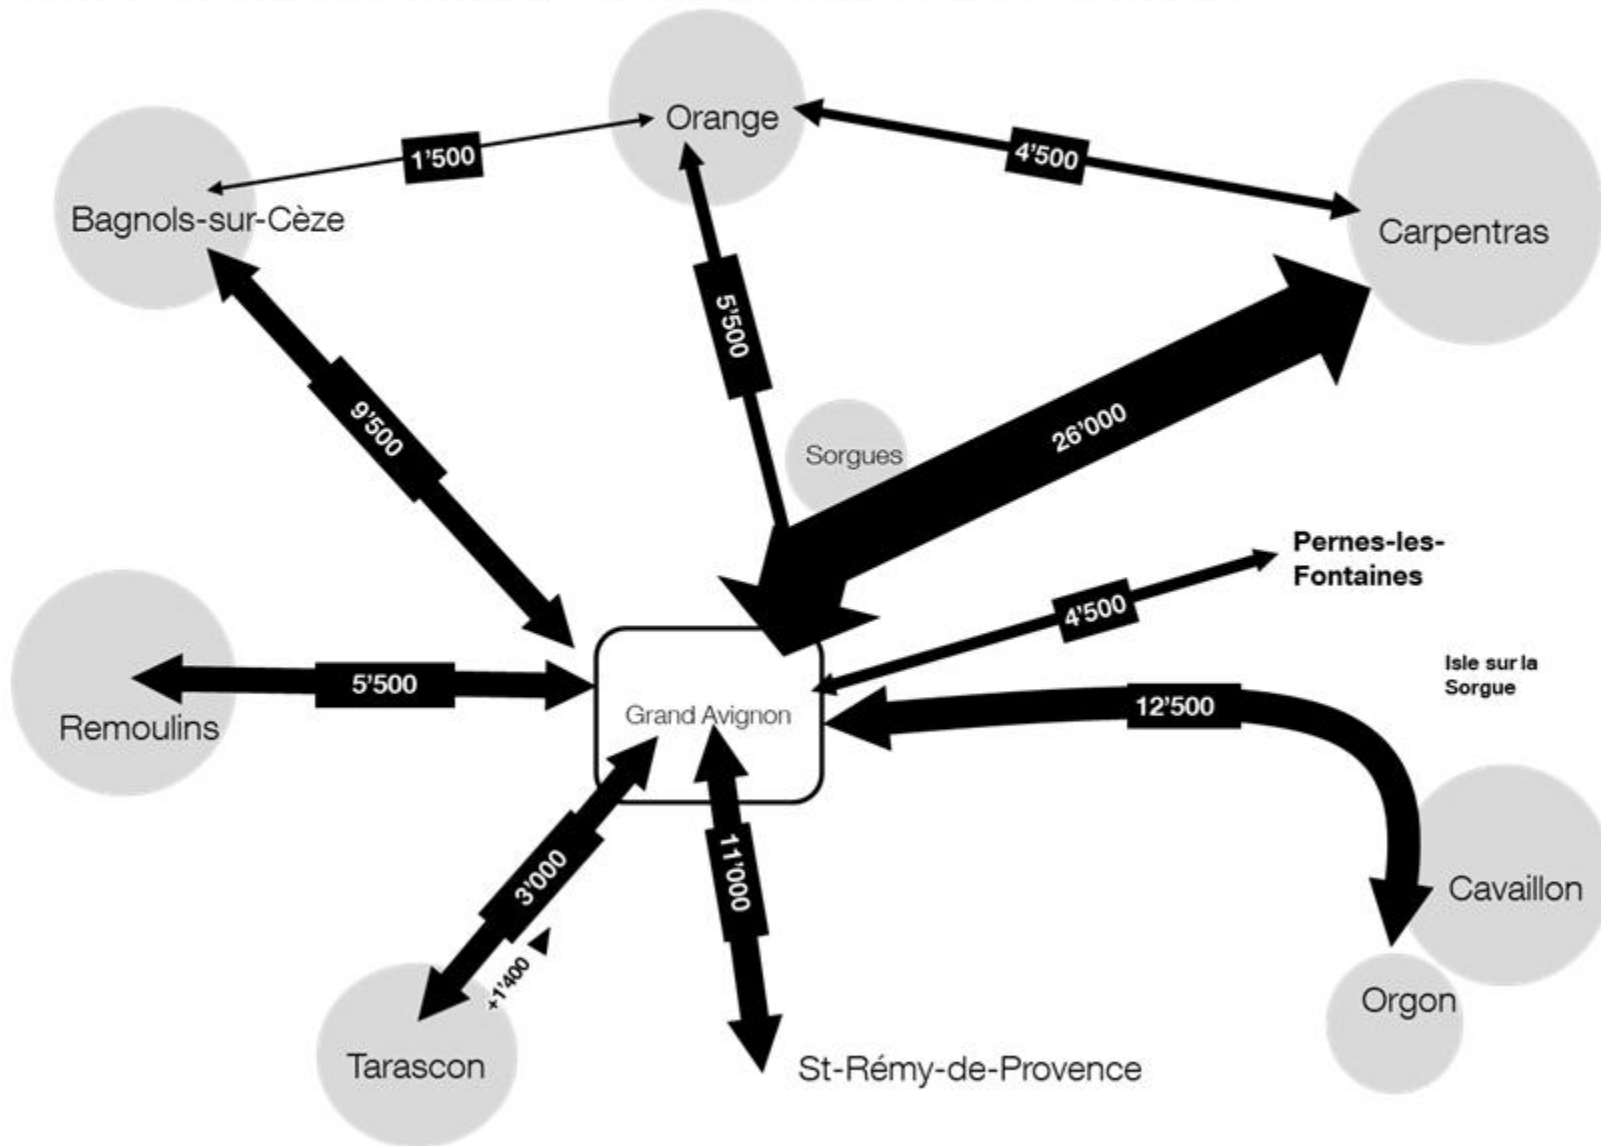 Orange
1'500
4'500
Bagnols-sur-Cèze
Carpentras
5'500
9'500
26'000
Sorgues
Pernes-les-
Fontaines
4'500
Isle sur la
Sorgue
5'500
12'500
Grand Avignon
Remoulins
3'000
11'000
Cavaillon
+1'400
Orgon
Tarascon
St-Rémy-de-Provence